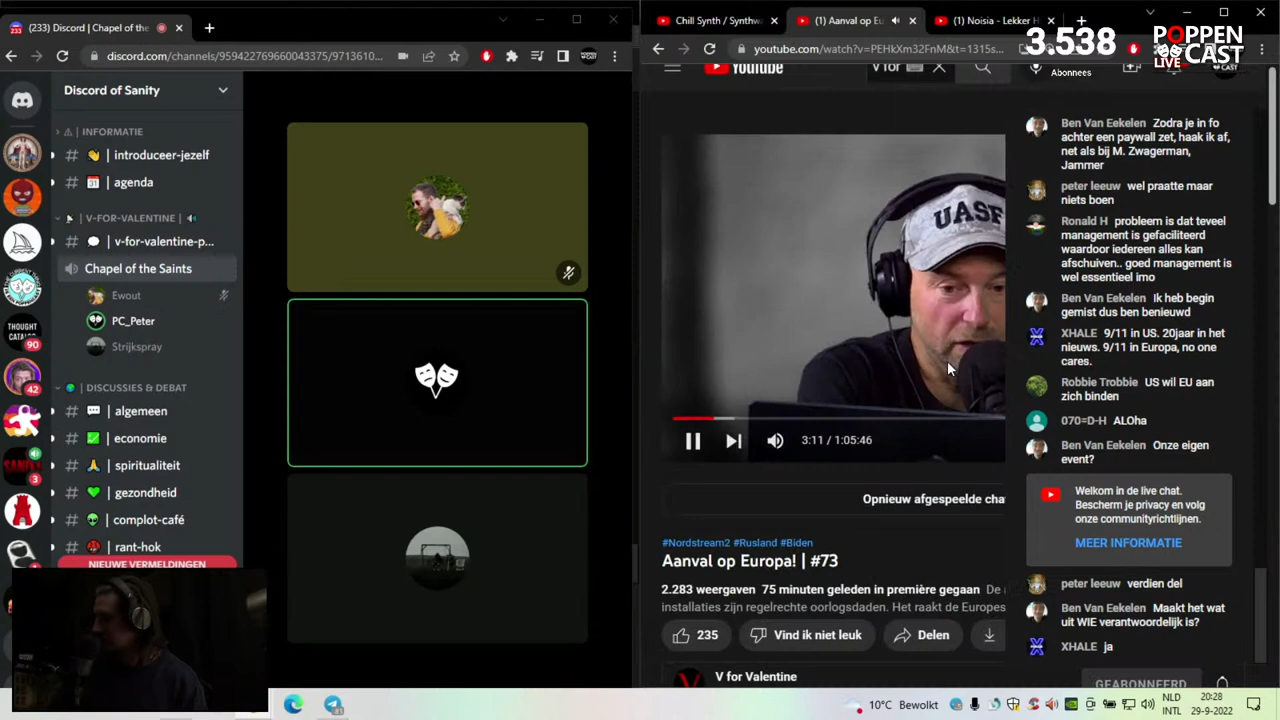 (233) Discord | Chapel of the
Chill Synth / Synthw
(1) Aanval op Eu
(1) Noisia - Lekker H
discord.com/channels/959422769660043375/9713610...
youtube.com/watch?v=PEHkXm32FnM&t=1315s...
3.538
Abonnees
POPPEN
LIVE CAST
Discord of Sanity
YouTube
V for
INFORMATIE
# | introduceer-jezelf
# | agenda
| V-FOR-VALENTINE |
# | v-for-valentine-p...
Chapel of the Saints
Ewout
PC_Peter
Strijkspray
THOUGHT
CATALOG
90
42
3
| DISCUSSIES & DEBAT
# | algemeen
# | economie
# | spiritualiteit
# | gezondheid
# | complot-café
# | rant-hok
NIEUWE VERMELDINGEN
UASF
3:11 / 1:05:46
Opnieuw afgespeelde cha
#Nordstream2 #Rusland #Biden
Aanval op Europa! | #73
2.283 weergaven 75 minuten geleden in première gegaan De
installaties zijn regelrechte oorlogsdaden. Het raakt de Europes
235
Vind ik niet leuk
Delen
V for Valentine
GEABONNEERD
Ben Van Eekelen Zodra je in fo
achter een paywall zet, haak ik af,
net als bij M. Zwagerman,
Jammer
peter leeuw wel praatte maar
niets boen
Ronald H probleem is dat teveel
management is gefaciliteerd
waardoor iedereen alles kan
afschuiven.. goed management is
wel essentieel imo
Ben Van Eekelen Ik heb begin
gemist dus ben benieuwd
XHALE 9/11 in US. 20jaar in het
nieuws. 9/11 in Europa, no one
cares.
Robbie Trobbie US wil EU aan
zich binden
070=D-H ALOha
Ben Van Eekelen Onze eigen
event?
Welkom in de live chat.
Bescherm je privacy en volg
onze communityrichtlijnen.
MEER INFORMATIE
peter leeuw verdien del
Ben Van Eekelen Maakt het wat
uit WIE verantwoordelijk is?
XHALE ja
10°C Bewolkt
NLD
INTL
20:28
29-9-2022